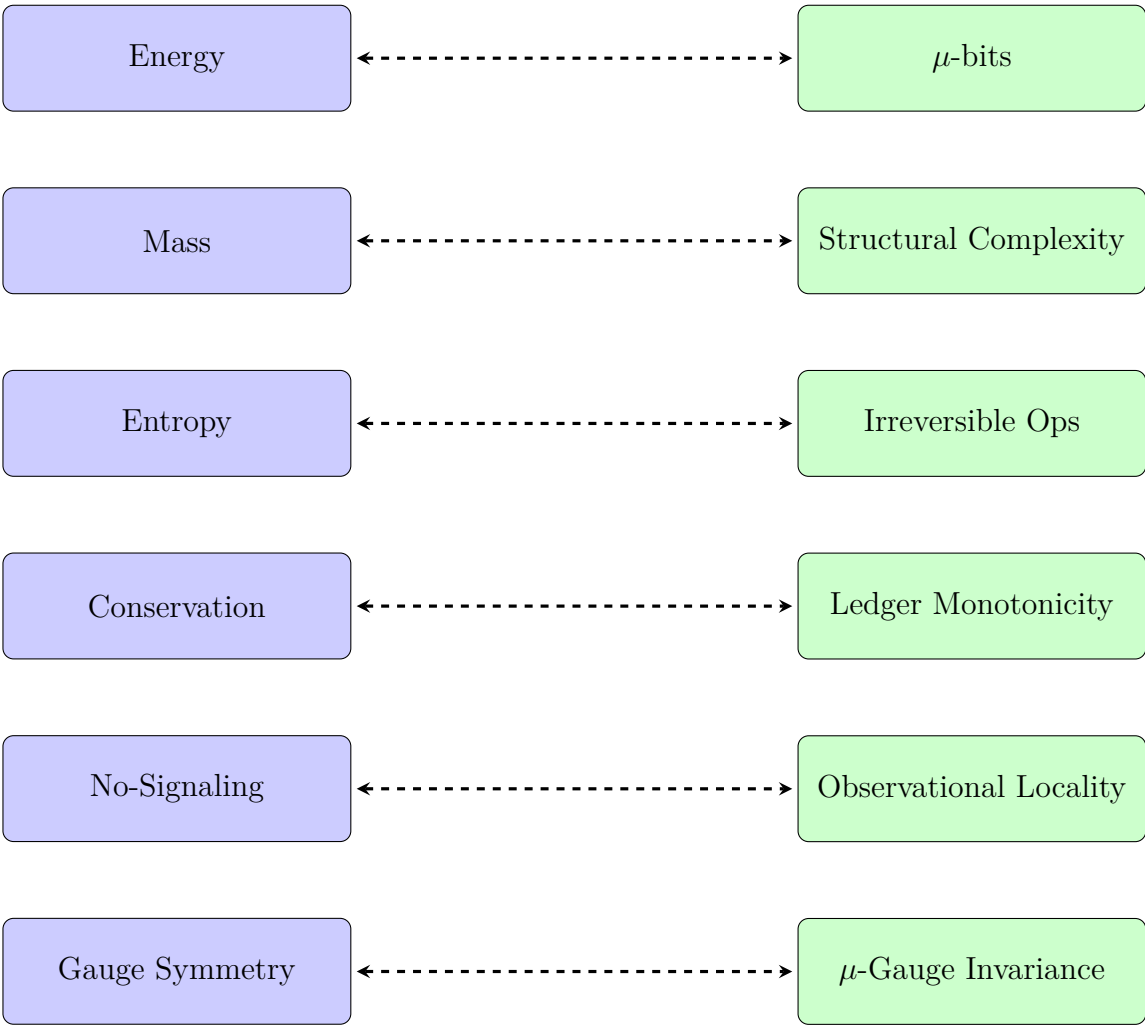 Energy
μ-bits
Mass
Structural Complexity
Entropy
Irreversible Ops
Conservation
Ledger Monotonicity
No-Signaling
Observational Locality
Gauge Symmetry
μ-Gauge Invariance